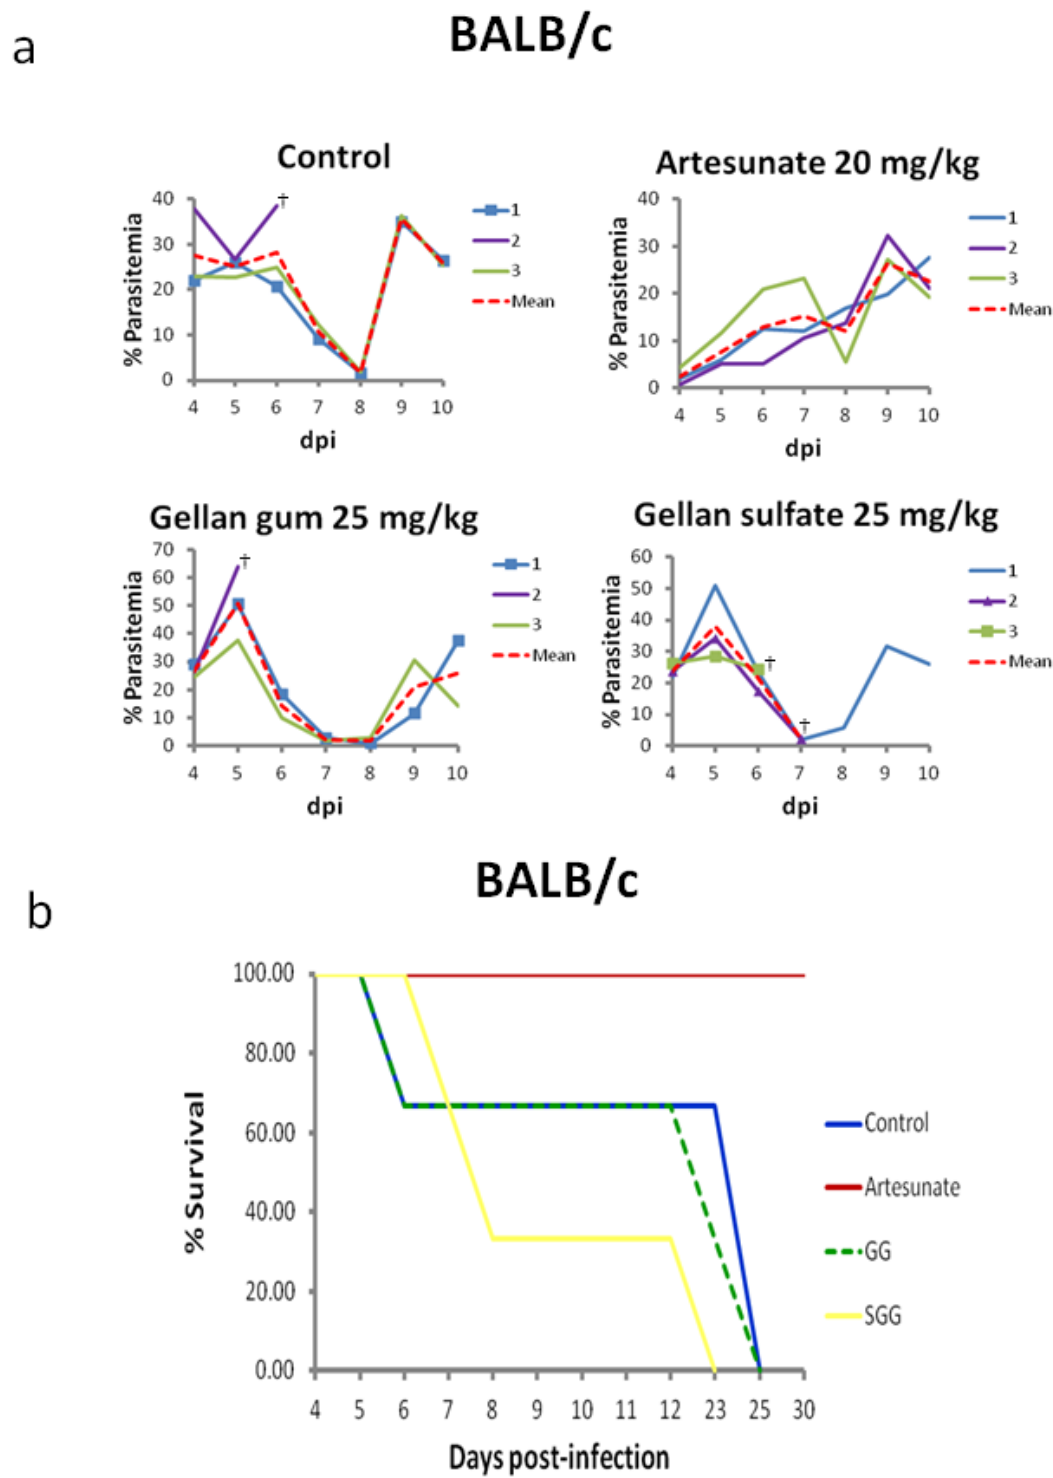 a
BALB/c
Control
% Parasitemia
40
30
20
10
0
4 5 6 7 8 9 10
dpi
†
1
2
3
Mean
Artesunate 20 mg/kg
% Parasitemia
40
30
20
10
0
4 5 6 7 8 9 10
dpi
1
2
3
Mean
Gellan gum 25 mg/kg
% Parasitemia
70
60
50
40
30
20
10
0
4 5 6 7 8 9 10
dpi
†
1
2
3
Mean
Gellan sulfate 25 mg/kg
% Parasitemia
60
50
40
30
20
10
0
4 5 6 7 8 9 10
dpi
†
†
1
2
3
Mean
BALB/c
b
% Survival
100.00
80.00
60.00
40.00
20.00
0.00
4 5 6 7 8 9 10 11 12 23 25 30
Days post-infection
Control
Artesunate
GG
SGG